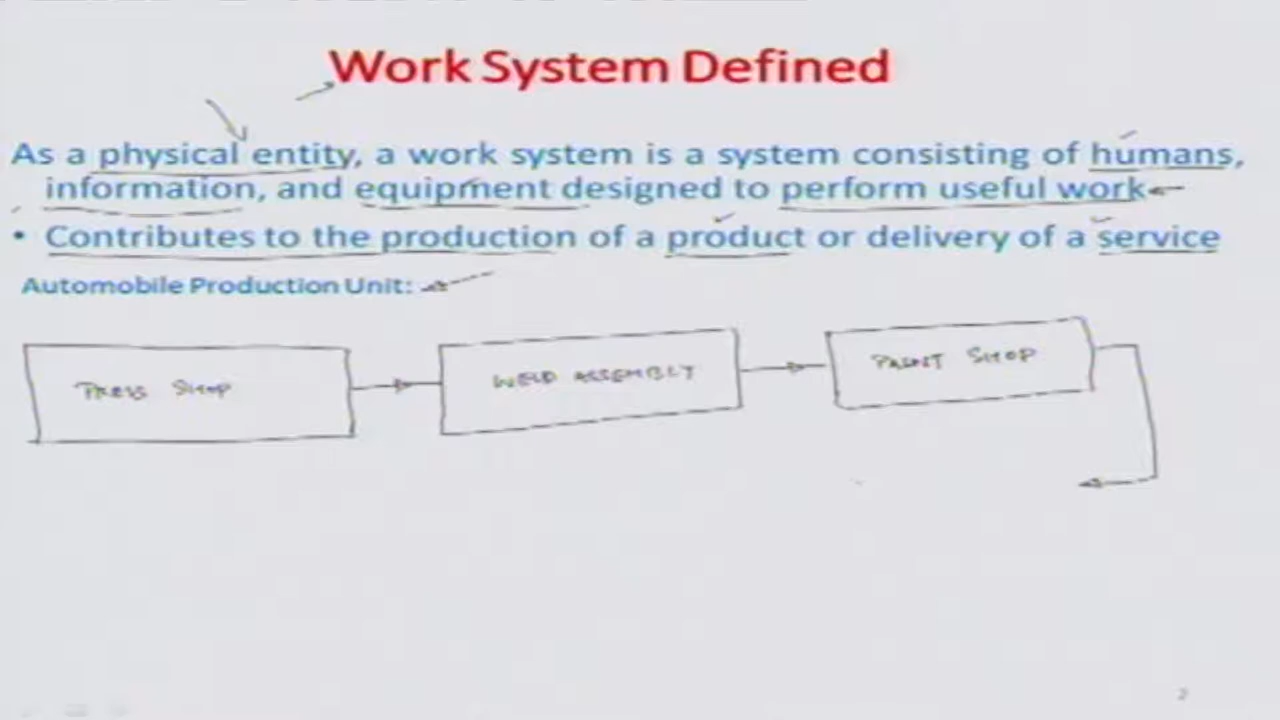 Work System Defined
As a physical entity, a work system is a system consisting of humans,
information, and equipment designed to perform useful work
• Contributes to the production of a product or delivery of a service
Automobile Production Unit:
PRESS SHOP
WELD ASSEMBLY
PAINT SHOP
2